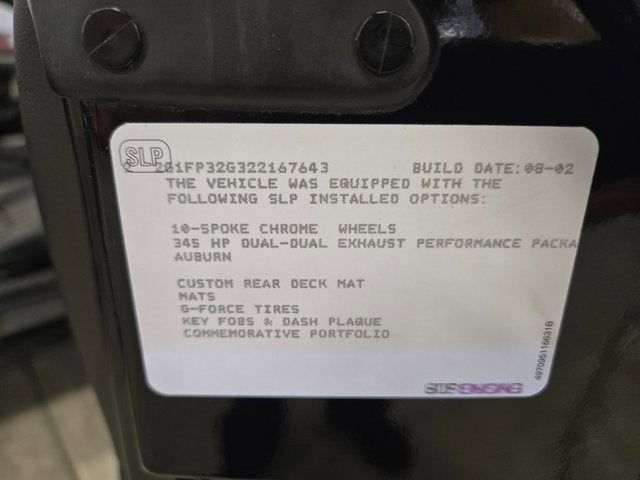 SLP
2G1FP32G322167643 BUILD DATE:08-02
THE VEHICLE WAS EQUIPPED WITH THE
FOLLOWING SLP INSTALLED OPTIONS:
10-SPOKE CHROME WHEELS
345 HP DUAL-DUAL EXHAUST PERFORMANCE PACKA
AUBURN
CUSTOM REAR DECK MAT
MATS
G-FORCE TIRES
KEY FOBS & DASH PLAQUE
COMMEMORATIVE PORTFOLIO
497095116631B